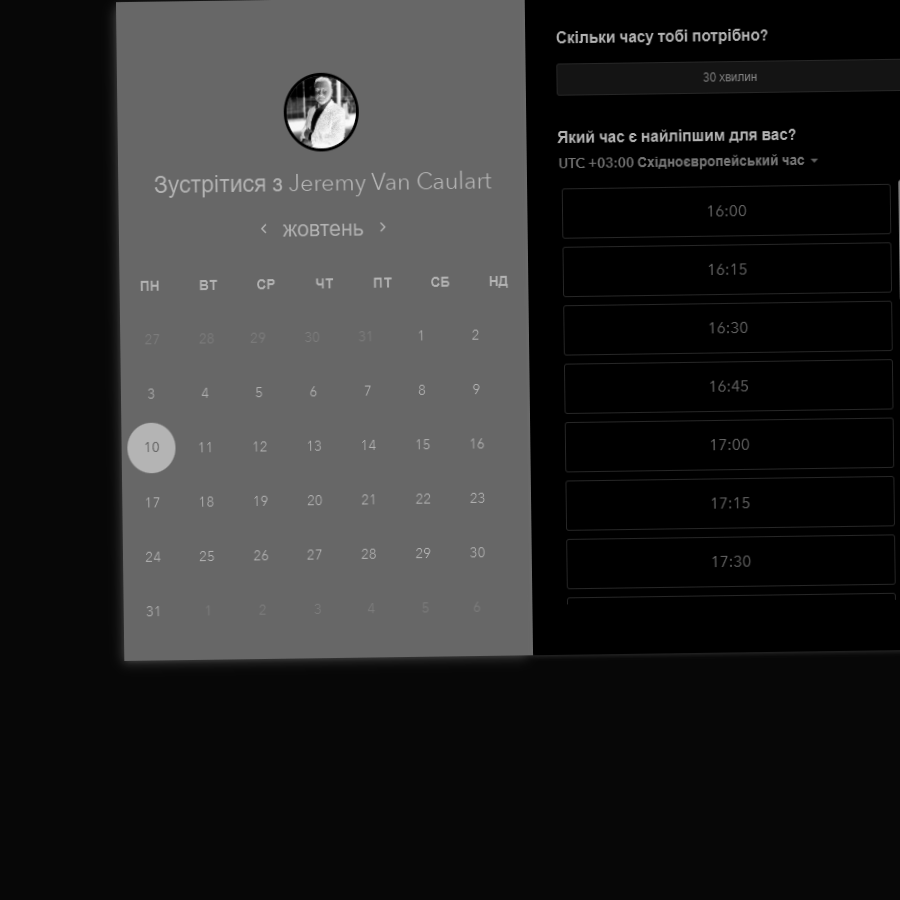 Зустрітися з Jeremy Van Caulart
‹ жовтень ›
ПН ВТ СР ЧТ ПТ СБ НД
27 28 29 30 31 1 2
3 4 5 6 7 8 9
10 11 12 13 14 15 16
17 18 19 20 21 22 23
24 25 26 27 28 29 30
31 1 2 3 4 5 6
Скільки часу тобі потрібно?
30 хвилин
Який час є найліпшим для вас?
UTC +03:00 Східноєвропейський час
16:00
16:15
16:30
16:45
17:00
17:15
17:30